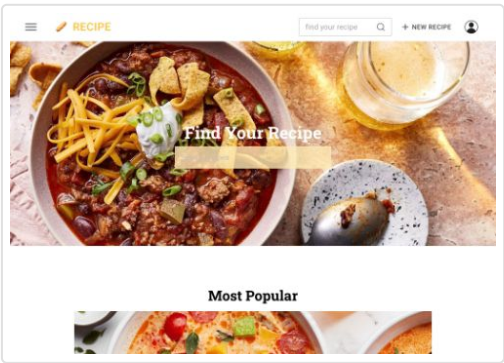 RECIPE
find your recipe
+ NEW RECIPE
Find Your Recipe
Most Popular